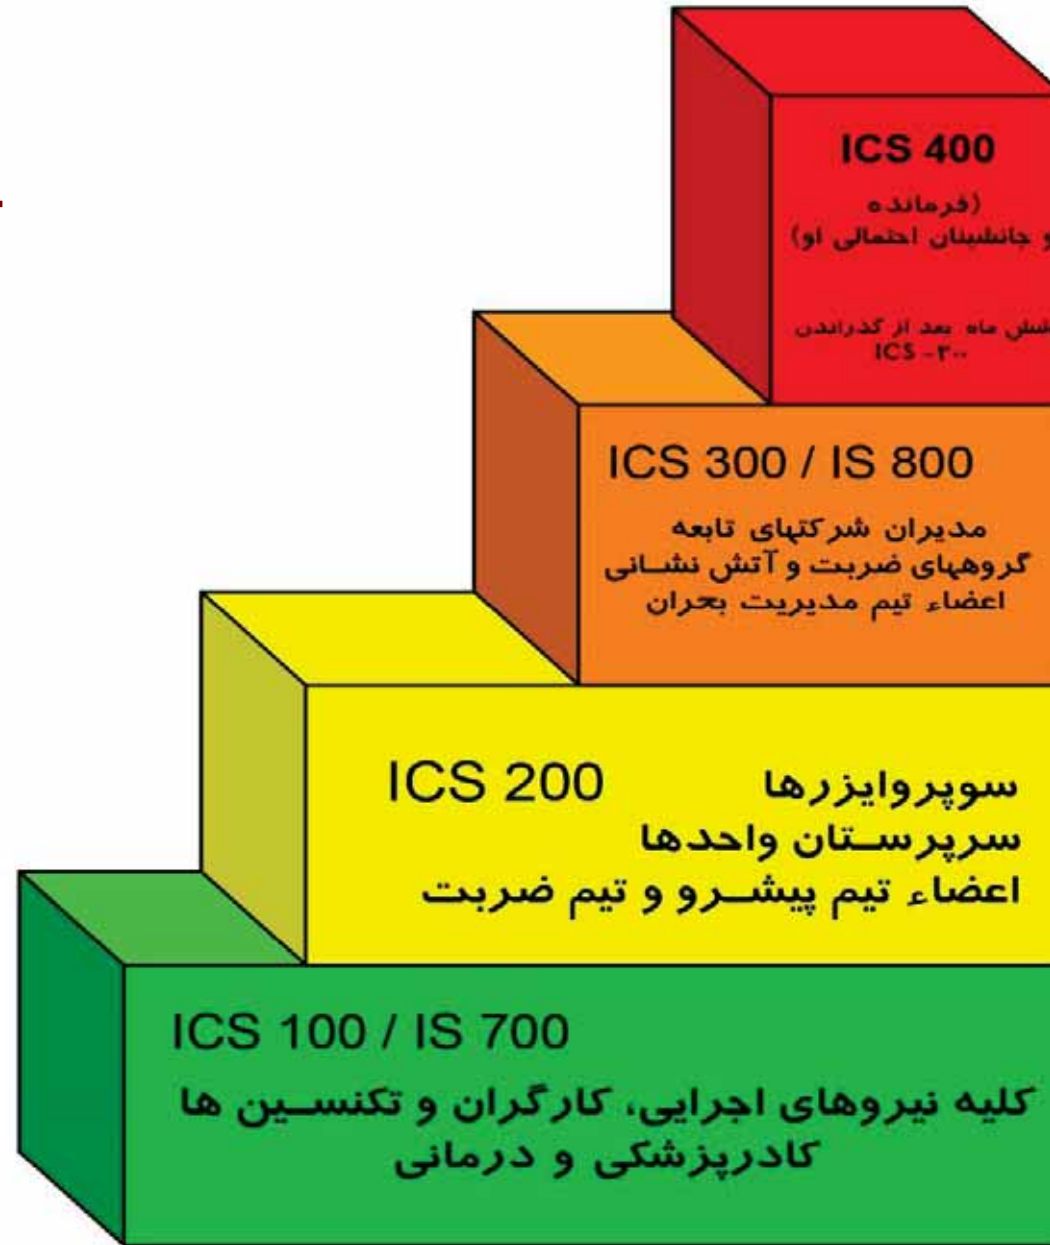 ICS 400
(فرمانده
و جانشینان احتمالی او)
شش ماه بعد از گذراندن
ICS -۳۰۰
ICS 300 / IS 800
مدیران شرکتهای تابعه
گروههای ضربت و آتش نشانی
اعضاء تیم مدیریت بحران
ICS 200 سوپروایزرها
سرپرستان واحدها
اعضاء تیم پیشرو و تیم ضربت
ICS 100 / IS 700
کلیه نیروهای اجرایی، کارگران و تکنسین ها
کادرپزشکی و درمانی